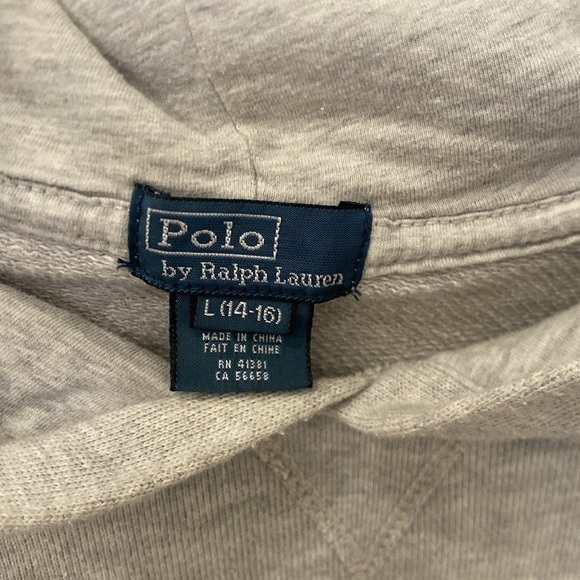 Polo
by Ralph Lauren
L (14-16)
MADE IN CHINA
FAIT EN CHINE
RN 41381
CA 56658